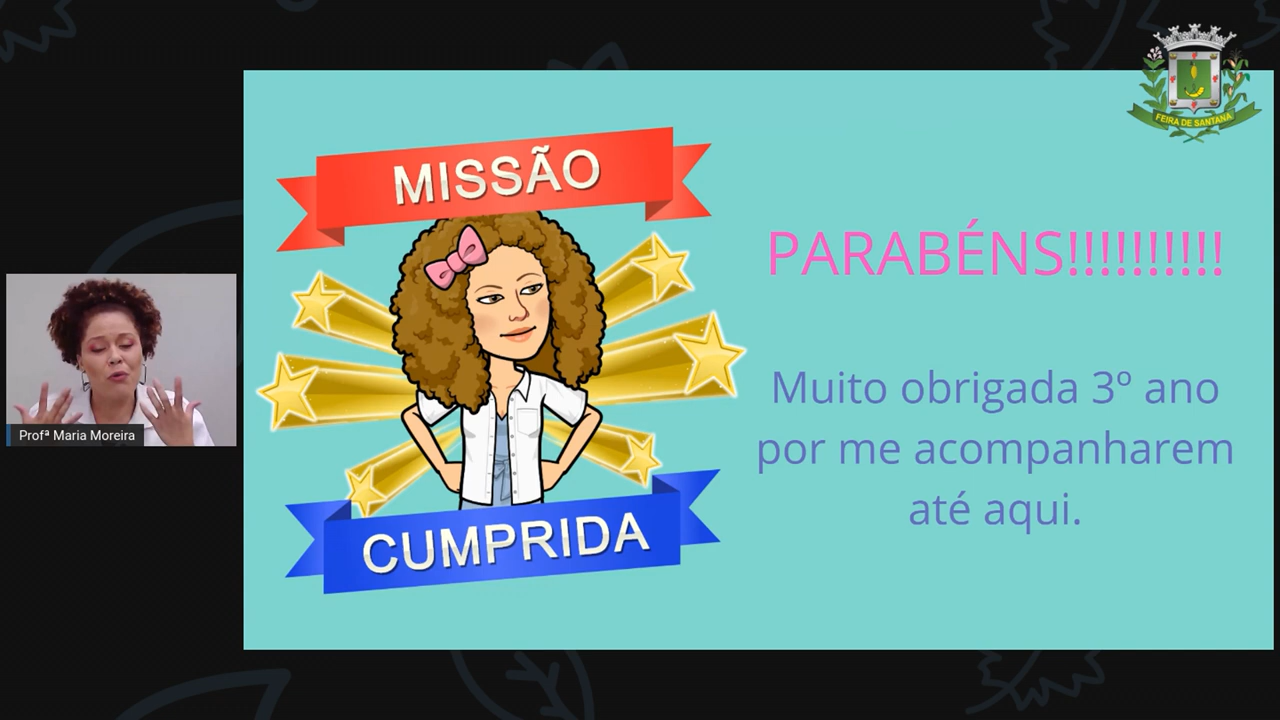 FEIRA DE SANTANA
MISSÃO
CUMPRIDA
PARABÉNS!!!!!!!!!!
Muito obrigada 3º ano
por me acompanharem
até aqui.
Profª Maria Moreira